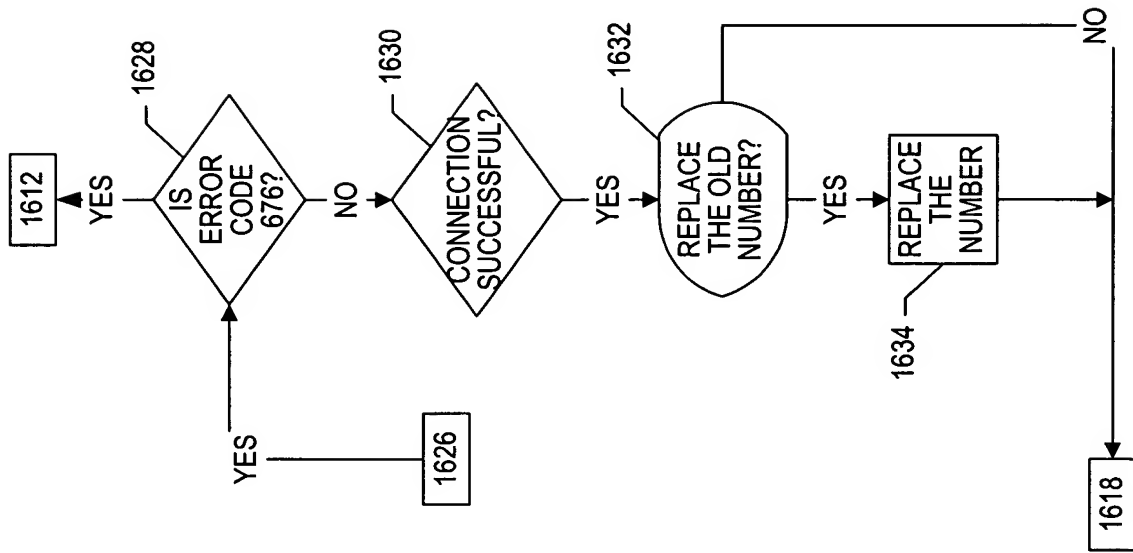 1612
YES
1628
IS
ERROR
CODE
676?
YES
1626
NO
1630
CONNECTION
SUCCESSFUL?
YES
1632
REPLACE
THE OLD
NUMBER?
YES
NO
REPLACE
THE
NUMBER
1634
1618